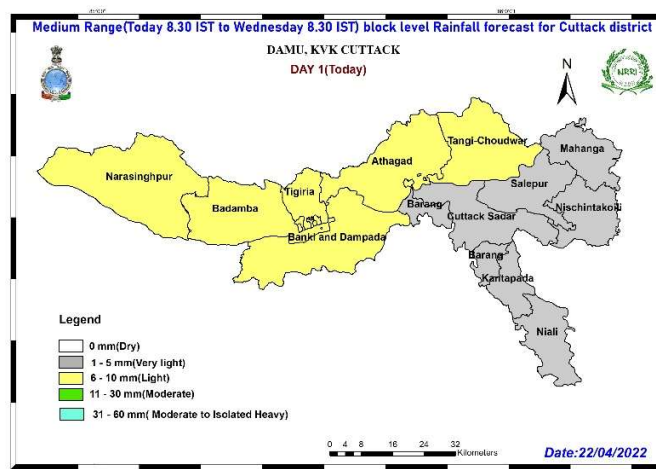 Medium Range(Today 8.30 IST to Wednesday 8.30 IST) block level Rainfall forecast for Cuttack district
DAMU, KVK CUTTACK
DAY 1(Today)
N
NRRI
Narasinghpur
Badamba
Tigiria
Athagad
Tangi-Choudwar
Banki and Dampada
Mahanga
Salepur
Barang
Nischintakoili
Cuttack Sadar
Barang
Kantapada
Niali
Legend
0 mm(Dry)
1 - 5 mm(Very light)
6 - 10 mm(Light)
11 - 30 mm(Moderate)
31 - 60 mm( Moderate to Isolated Heavy)
0 4 8 16 24 32
Kilometers
Date:22/04/2022